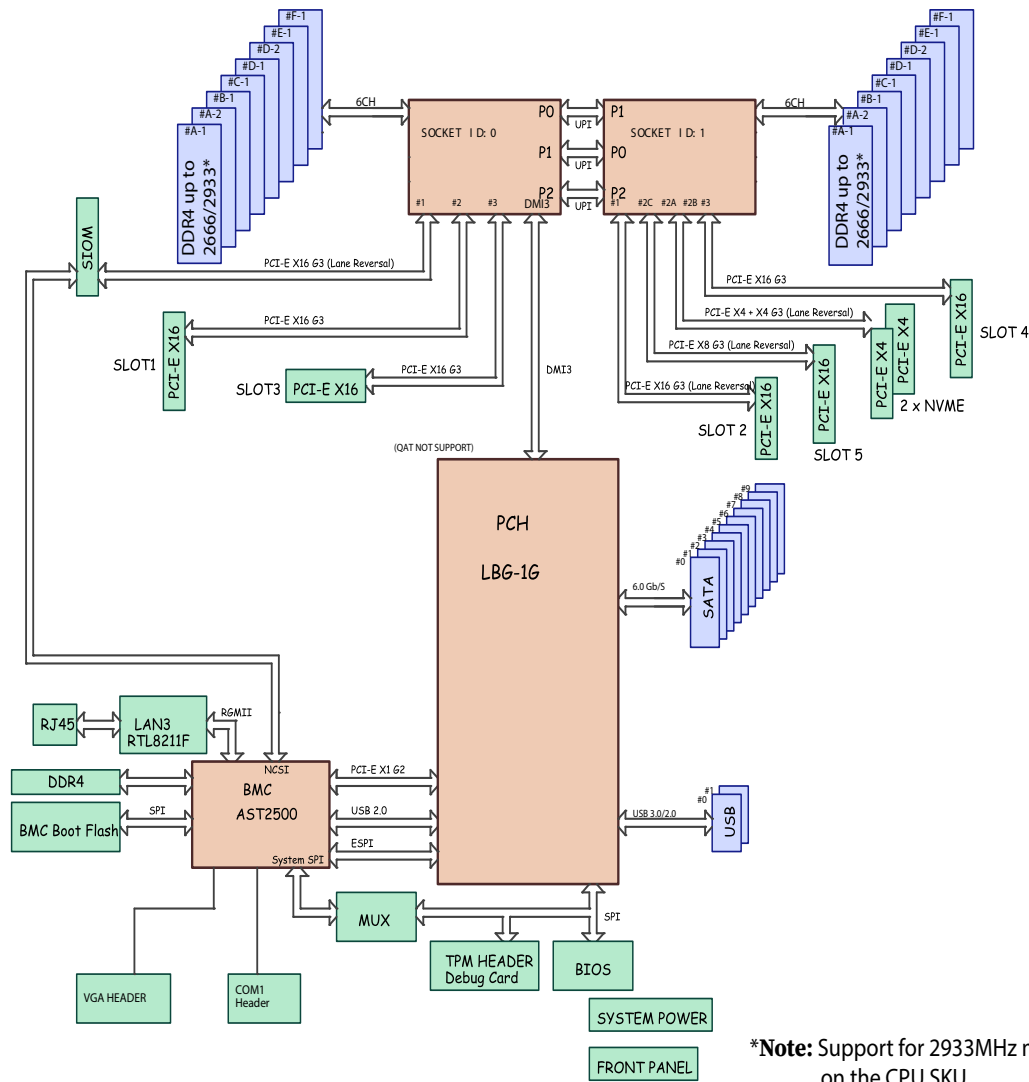 #F-1
#E-1
#D-2
#D-1
#C-1
#B-1
#A-2
#A-1
DDR4 up to
2666/2933*
6CH
SOCKET ID: 0
P0
P1
P2
#1
#2
#3
DMI3
UPI
UPI
UPI
SOCKET ID: 1
P1
P0
P2
#1
#2C
#2A
#2B
#3
6CH
#F-1
#E-1
#D-2
#D-1
#C-1
#B-1
#A-2
#A-1
DDR4 up to
2666/2933*
SIOM
PCI-E X16 G3 (Lane Reversal)
PCI-E X16 G3
SLOT1
PCI-E X16
PCI-E X16 G3
SLOT3
PCI-E X16
DMI3
PCI-E X16 G3
PCI-E X16
SLOT 4
PCI-E X4 + X4 G3 (Lane Reversal)
PCI-E X4
PCI-E X4
2 x NVME
PCI-E X8 G3 (Lane Reversal)
PCI-E X16
SLOT 5
PCI-E X16 G3 (Lane Reversal)
PCI-E X16
SLOT 2
(QAT NOT SUPPORT)
PCH
LBG-1G
6.0 Gb/S
#9
#8
#7
#6
#5
#4
#3
#2
#1
#0
SATA
RJ45
LAN3
RTL8211F
RGMII
DDR4
BMC Boot Flash
SPI
NCSI
BMC
AST2500
System SPI
PCI-E X1 G2
USB 2.0
ESPI
USB 3.0/2.0
#1
#0
USB
MUX
SPI
TPM HEADER
Debug Card
BIOS
VGA HEADER
COM1
Header
SYSTEM POWER
FRONT PANEL
*Note: Support for 2933MHz
on the CPU SKU